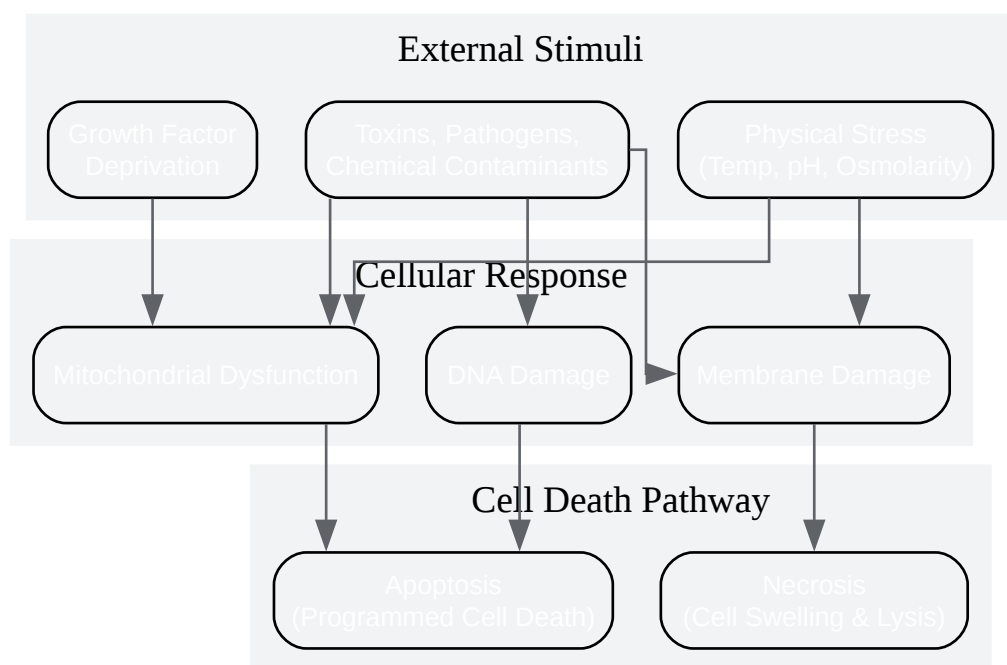 External Stimuli
Growth Factor
Deprivation
Toxins, Pathogens,
Chemical Contaminants
Physical Stress
(Temp, pH, Osmolarity)
Cellular Response
Mitochondrial Dysfunction
DNA Damage
Membrane Damage
Cell Death Pathway
Apoptosis
(Programmed Cell Death)
Necrosis
(Cell Swelling & Lysis)